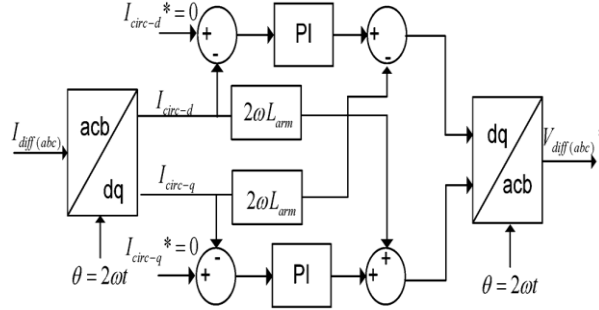 I_circ-d* = 0
+
-
PI
+
-
acb
dq
I_diff(abc)
I_circ-d
2ωL_arm
I_circ-q
2ωL_arm
dq
acb
V_diff(abc)*
θ = 2ωt
I_circ-q* = 0
-
+
PI
+
+
θ = 2ωt